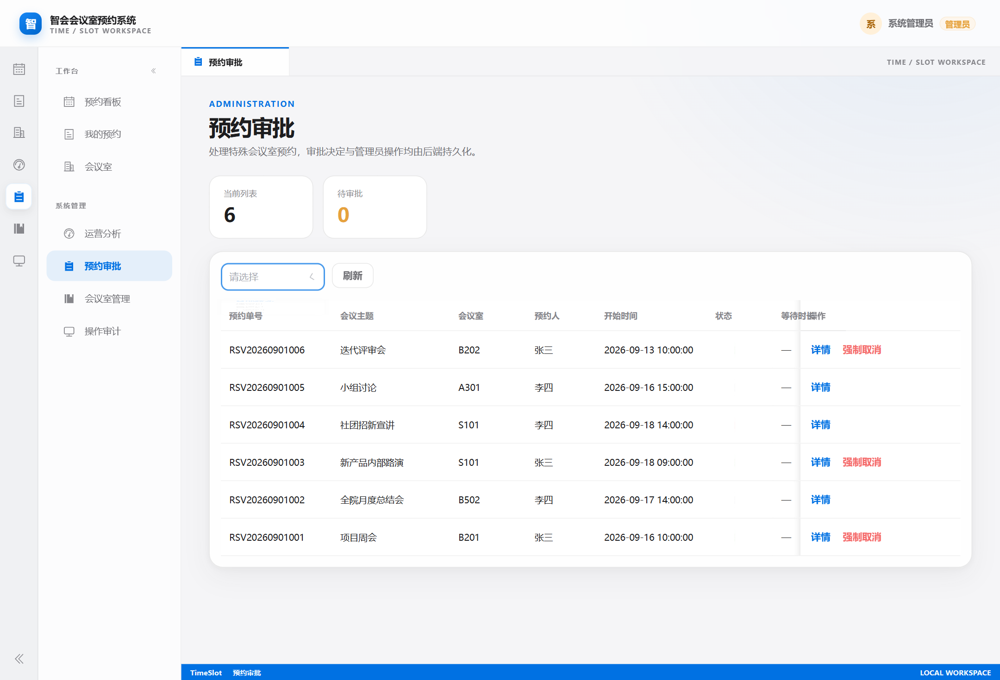 智
智会会议室预约系统
TIME / SLOT WORKSPACE
系
系统管理员
管理员
工作台
预约看板
我的预约
会议室
系统管理
运营分析
预约审批
会议室管理
操作审计
预约审批
TIME / SLOT WORKSPACE
ADMINISTRATION
预约审批
处理特殊会议室预约，审批决定与管理员操作均由后端持久化。
当前列表
6
待审批
0
请选择
刷新
预约单号 会议主题 会议室 预约人 开始时间 状态 等待时长 操作
RSV20260901006 迭代评审会 B202 张三 2026-09-13 10:00:00 — 详情 强制取消
RSV20260901005 小组讨论 A301 李四 2026-09-16 15:00:00 — 详情
RSV20260901004 社团招新宣讲 S101 李四 2026-09-18 14:00:00 — 详情
RSV20260901003 新产品内部路演 S101 张三 2026-09-18 09:00:00 — 详情 强制取消
RSV20260901002 全院月度总结会 B502 李四 2026-09-17 14:00:00 — 详情
RSV20260901001 项目周会 B201 张三 2026-09-16 10:00:00 — 详情 强制取消
TimeSlot 预约审批
LOCAL WORKSPACE